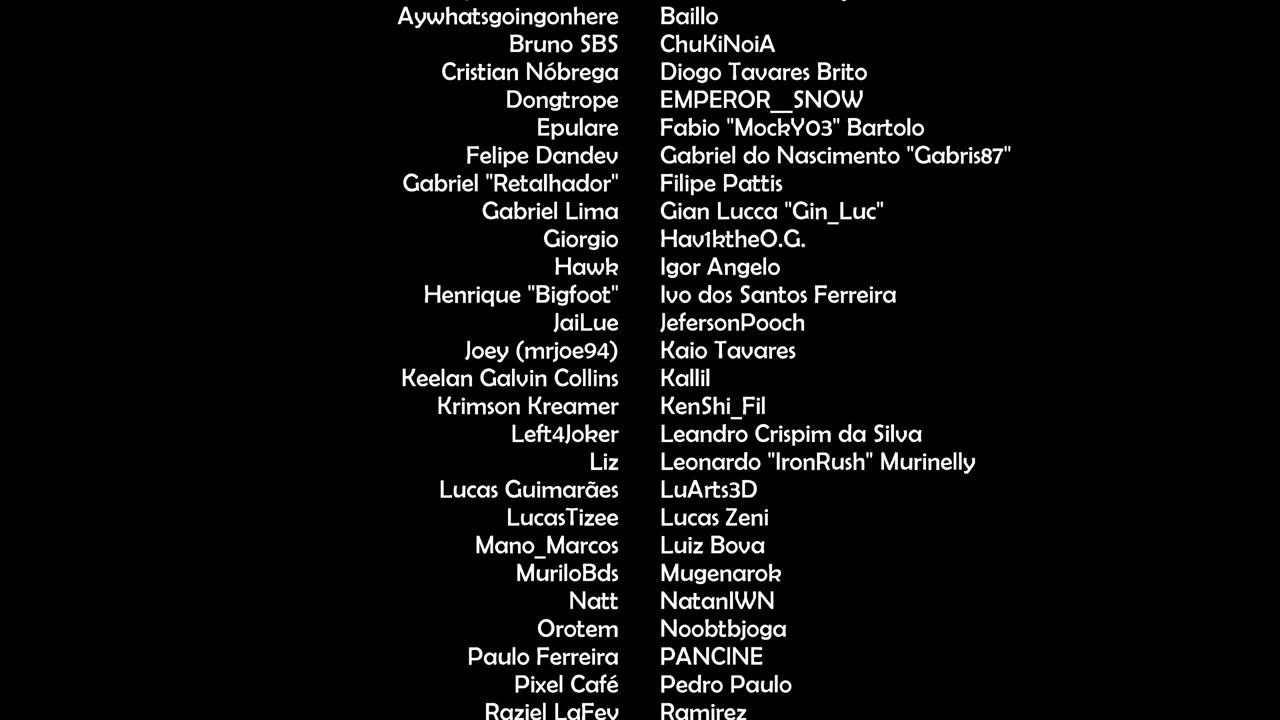 Aywhatsgoingonhere Baillo
Bruno SBS ChuKiNoiA
Cristian Nóbrega Diogo Tavares Brito
Dongtrope EMPEROR__SNOW
Epulare Fabio "MockY03" Bartolo
Felipe Dandev Gabriel do Nascimento "Gabris87"
Gabriel "Retalhador" Filipe Pattis
Gabriel Lima Gian Lucca "Gin_Luc"
Giorgio Hav1ktheO.G.
Hawk Igor Angelo
Henrique "Bigfoot" Ivo dos Santos Ferreira
JaiLue JefersonPooch
Joey (mrjoe94) Kaio Tavares
Keelan Galvin Collins Kallil
Krimson Kreamer KenShi_Fil
Left4Joker Leandro Crispim da Silva
Liz Leonardo "IronRush" Murinelly
Lucas Guimarães LuArts3D
LucasTizee Lucas Zeni
Mano_Marcos Luiz Bova
MuriloBds Mugenarok
Natt NatanIWN
Orotem Noobtbjoga
Paulo Ferreira PANCINE
Pixel Café Pedro Paulo
Raziel LaFey Ramirez